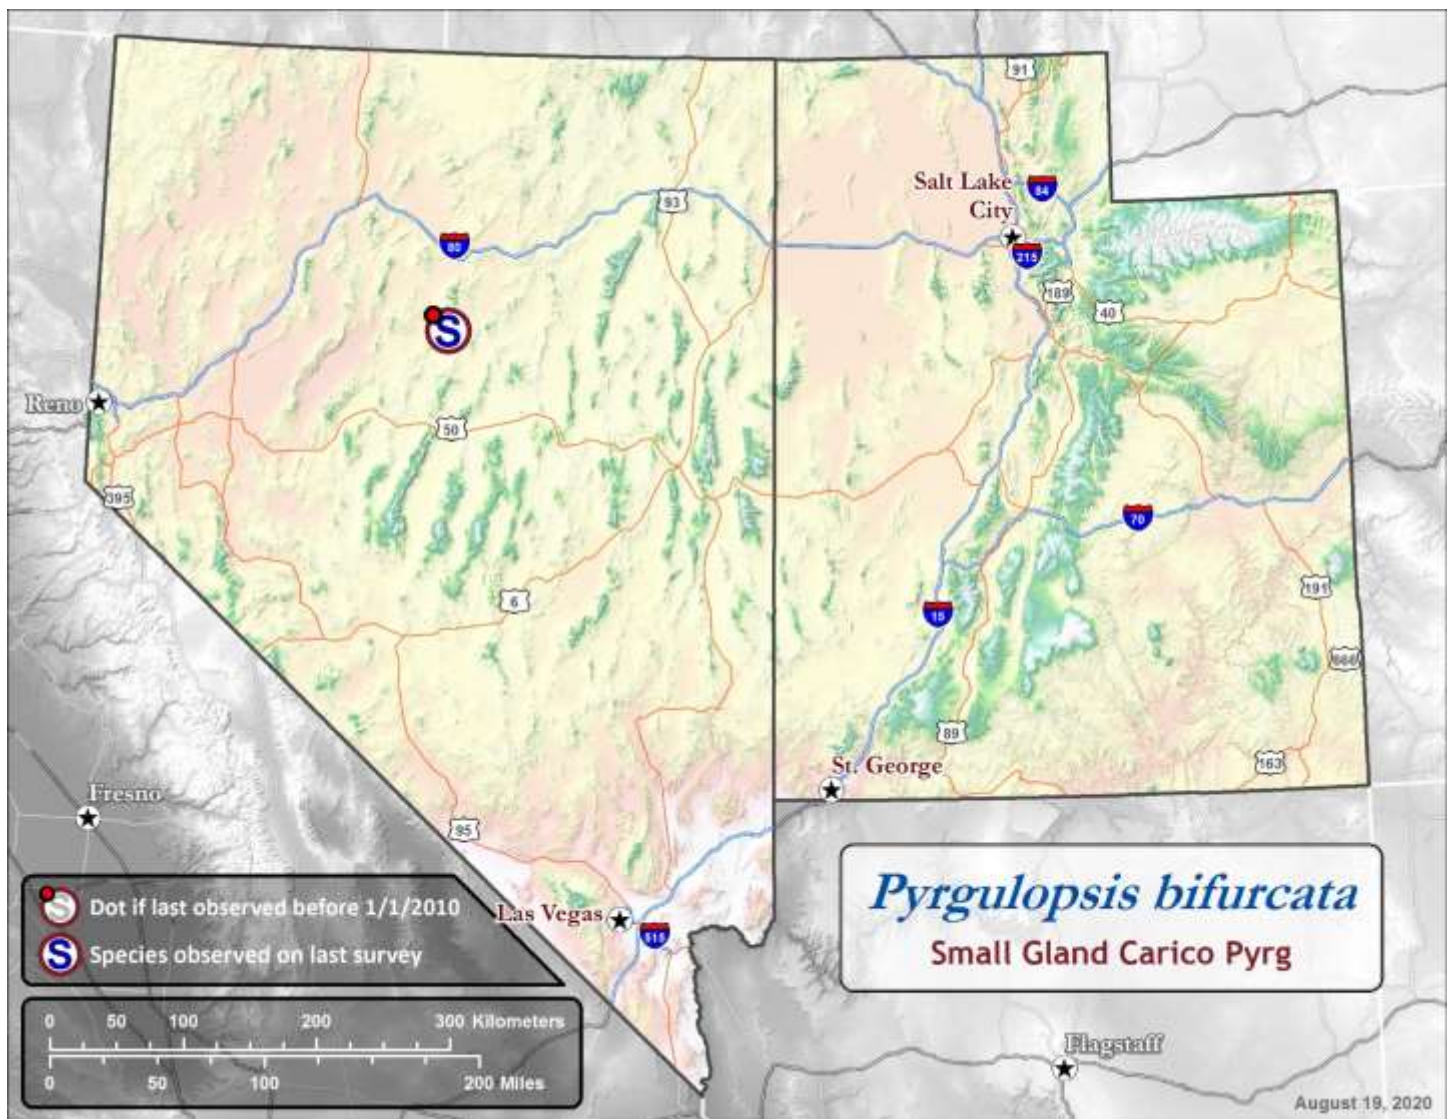 91
Salt Lake
City
84
93
80
215
189
40
S
Reno
50
395
70
6
191
15
666
89
St. George
163
Fresno
95
Pyrgulopsis bifurcata
Small Gland Carico Pyrg
S Dot if last observed before 1/1/2010
Las Vegas
515
S Species observed on last survey
0 50 100 200 300 Kilometers
0 50 100 200 Miles
Flagstaff
August 19, 2020